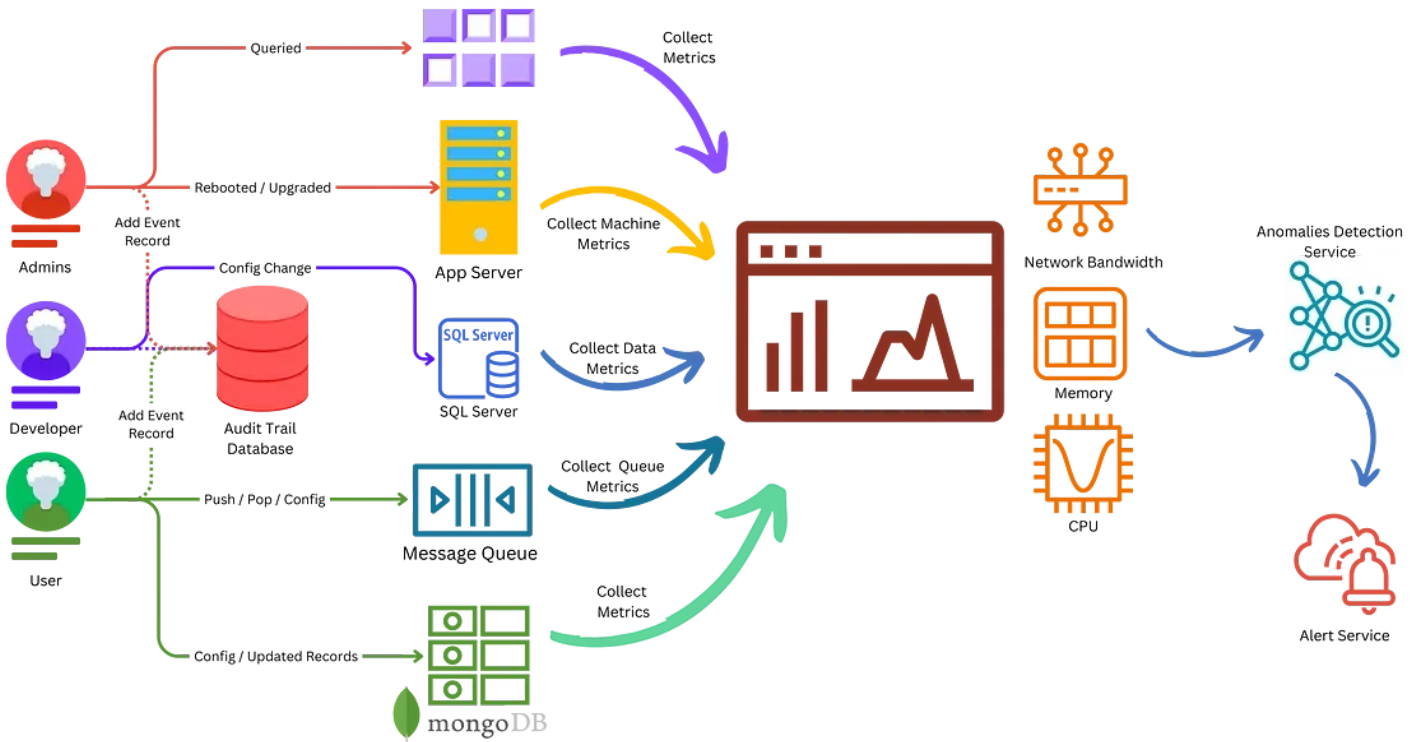 Queried
Collect
Metrics
Rebooted / Upgraded
Add Event
Record
Admins
Collect Machine
Metrics
App Server
Config Change
Network Bandwidth
Anomalies Detection
Service
SQL Server
SQL Server
Collect Data
Metrics
Memory
Developer
Add Event
Record
Audit Trail
Database
Push / Pop / Config
Collect Queue
Metrics
Message Queue
CPU
User
Collect
Metrics
Alert Service
Config / Updated Records
mongoDB